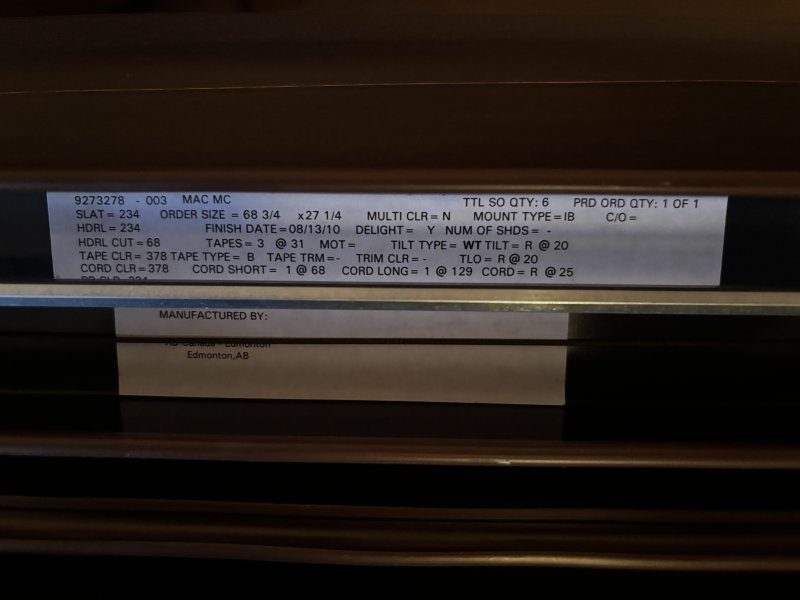 9273278 - 003 MAC MC TTL SO QTY: 6 PRD ORD QTY: 1 OF 1
SLAT = 234 ORDER SIZE = 68 3/4 x27 1/4 MULTI CLR= N MOUNT TYPE=IB C/O=
HDRL= 234 FINISH DATE=08/13/10 DELIGHT= Y NUM OF SHDS= -
HDRL CUT=68 TAPES= 3 @ 31 MOT= TILT TYPE= WT TILT= R @ 20
TAPE CLR= 378 TAPE TYPE= B TAPE TRM=- TRIM CLR= - TLO= R @ 20
CORD CLR=378 CORD SHORT= 1 @ 68 CORD LONG= 1 @ 129 CORD= R @ 25
MANUFACTURED BY:
Canada - Edmonton
Edmonton,AB